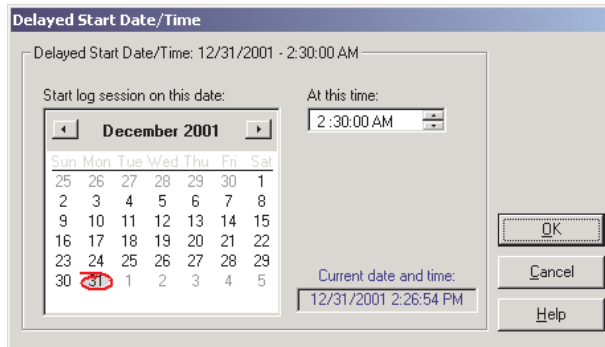 Delayed Start Date/Time
Delayed Start Date/Time: 12/31/2001 - 2:30:00 AM
Start log session on this date:
At this time:
December 2001
2 :30:00 AM
Sun Mon Tue Wed Thu Fri Sat
25 26 27 28 29 30 1
2 3 4 5 6 7 8
9 10 11 12 13 14 15
16 17 18 19 20 21 22
23 24 25 26 27 28 29
30 31 1 2 3 4 5
Current date and time:
12/31/2001 2:26:54 PM
OK
Cancel
Help